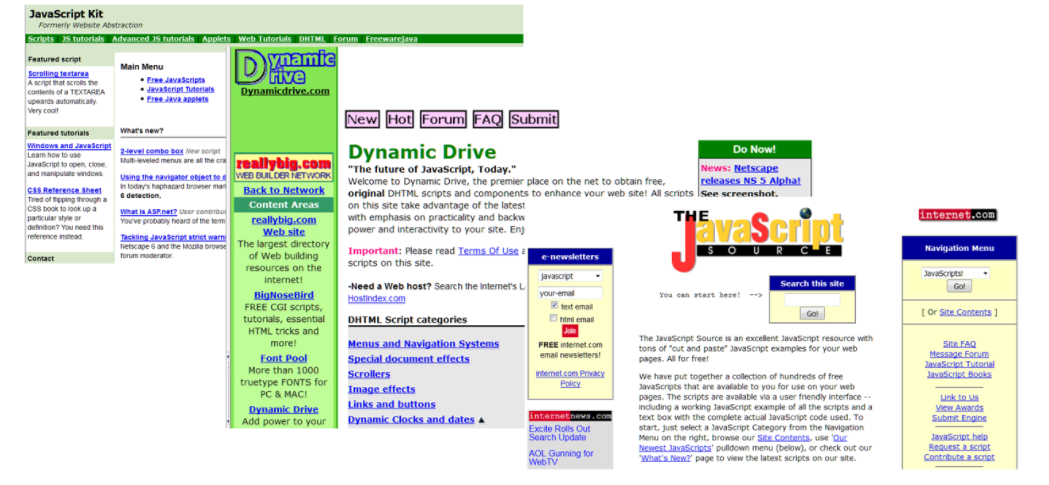 JavaScript Kit
Formerly Website Abstraction
Scripts JS tutorials Advanced JS tutorials Applets Web Tutorials DHTML Forum Freewarejava
Featured script
Scrolling textarea
A script that scrolls the
contents of a TEXTAREA
upwards automatically.
Very cool!
Featured tutorials
Windows and JavaScript
Learn how to use
JavaScript to open, close,
and manipulate windows.
CSS Reference Sheet
Tired of flipping through a
CSS book to look up a
particular style or
definition? You need this
reference instead.
Contact
Main Menu
• Free JavaScripts
• JavaScript Tutorials
• Free Java applets
What's new?
2-level combo box New script
Multi-leveled menus are all the cra
Using the navigator object to d
In today's haphazard browser mar
6 detection.
What is ASP.net? User contribu
You've probably heard of the term
Tackling JavaScript strict warn
Netscape 6 and the Mozilla browse
forum moderator.
Dynamic
Drive
Dynamicdrive.com
reallybig.com
WEB BUILDER NETWORK
Back to Network
Content Areas
reallybig.com
Web site
The largest directory
of Web building
resources on the
internet!
BigNoseBird
FREE CGI scripts,
tutorials, essential
HTML tricks and
more!
Font Pool
More than 1000
truetype FONTS for
PC & MAC!
Dynamic Drive
Add power to your
New Hot Forum FAQ Submit
Dynamic Drive
"The future of JavaScript, Today."
Welcome to Dynamic Drive, the premier place on the net to obtain free,
original DHTML scripts and components to enhance your web site! All scripts
on this site take advantage of the latest
with emphasis on practicality and backw
power and interactivity to your site. Enj
Important: Please read Terms Of Use a
scripts on this site.
-Need a Web host? Search the Internet's L
HostIndex.com
DHTML Script categories
Menus and Navigation Systems
Special document effects
Scrollers
Image effects
Links and buttons
Dynamic Clocks and dates ▲
Do Now!
News: Netscape
releases NS 5 Alpha!
See screenshot.
e-newsletters
javascript
your-email
text email
html email
Join
FREE internet.com
email newsletters!
internet.com Privacy
Policy
internetnews.com
Excite Rolls Out
Search Update
AOL Gunning for
WebTV
THE
JavaScript
SOURCE
You can start here! -->
Search this site
Go!
The JavaScript Source is an excellent JavaScript resource with
tons of "cut and paste" JavaScript examples for your web
pages. All for free!
We have put together a collection of hundreds of free
JavaScripts that are available to you for use on your web
pages. The scripts are available via a user friendly interface --
including a working JavaScript example of all the scripts and a
text box with the complete actual JavaScript code used. To
start, just select a JavaScript Category from the Navigation
Menu on the right, browse our Site Contents, use 'Our
Newest JavaScripts' pulldown menu (below), or check out our
'What's New?' page to view the latest scripts on our site.
internet.com
Navigation Menu
JavaScripts!
Go!
[ Or Site Contents ]
Site FAQ
Message Forum
JavaScript Tutorial
JavaScript Books
Link to Us
View Awards
Submit Engine
JavaScript help
Request a script
Contribute a script